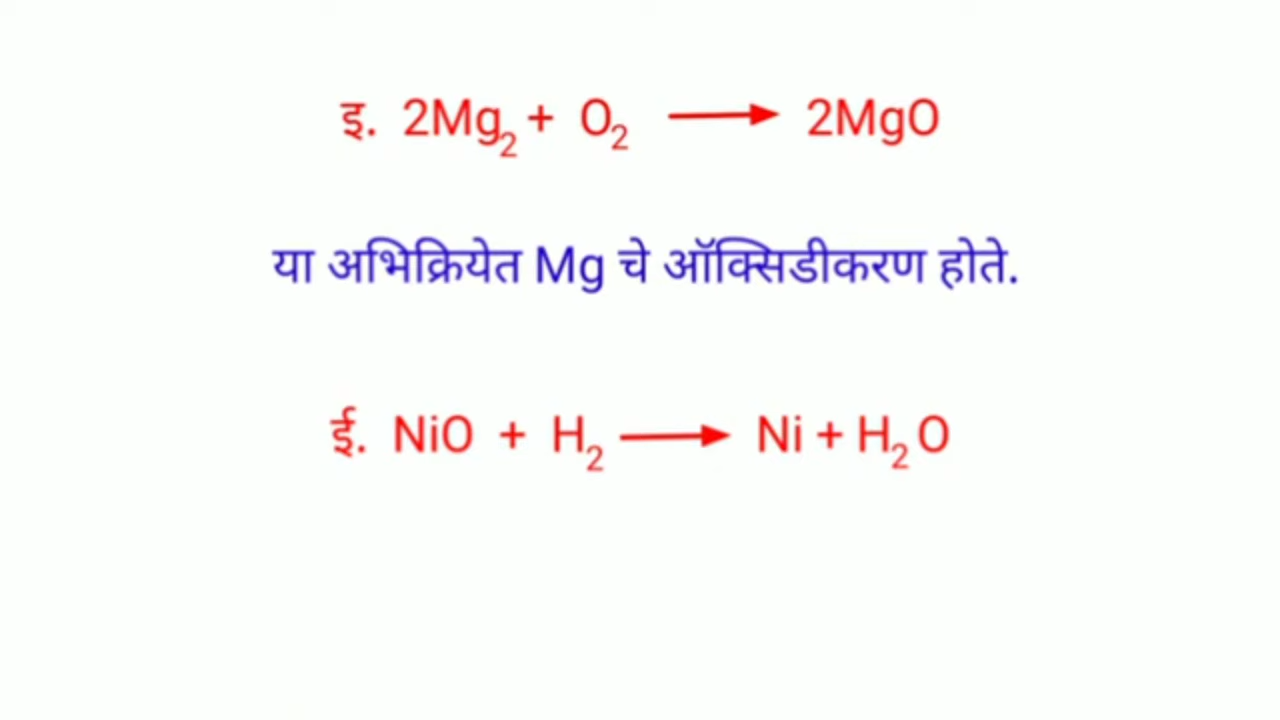 इ. 2Mg₂ + O₂ ⟶ 2MgO
या अभिक्रियेत Mg चे ऑक्सिडीकरण होते.
ई. NiO + H₂ ⟶ Ni + H₂O